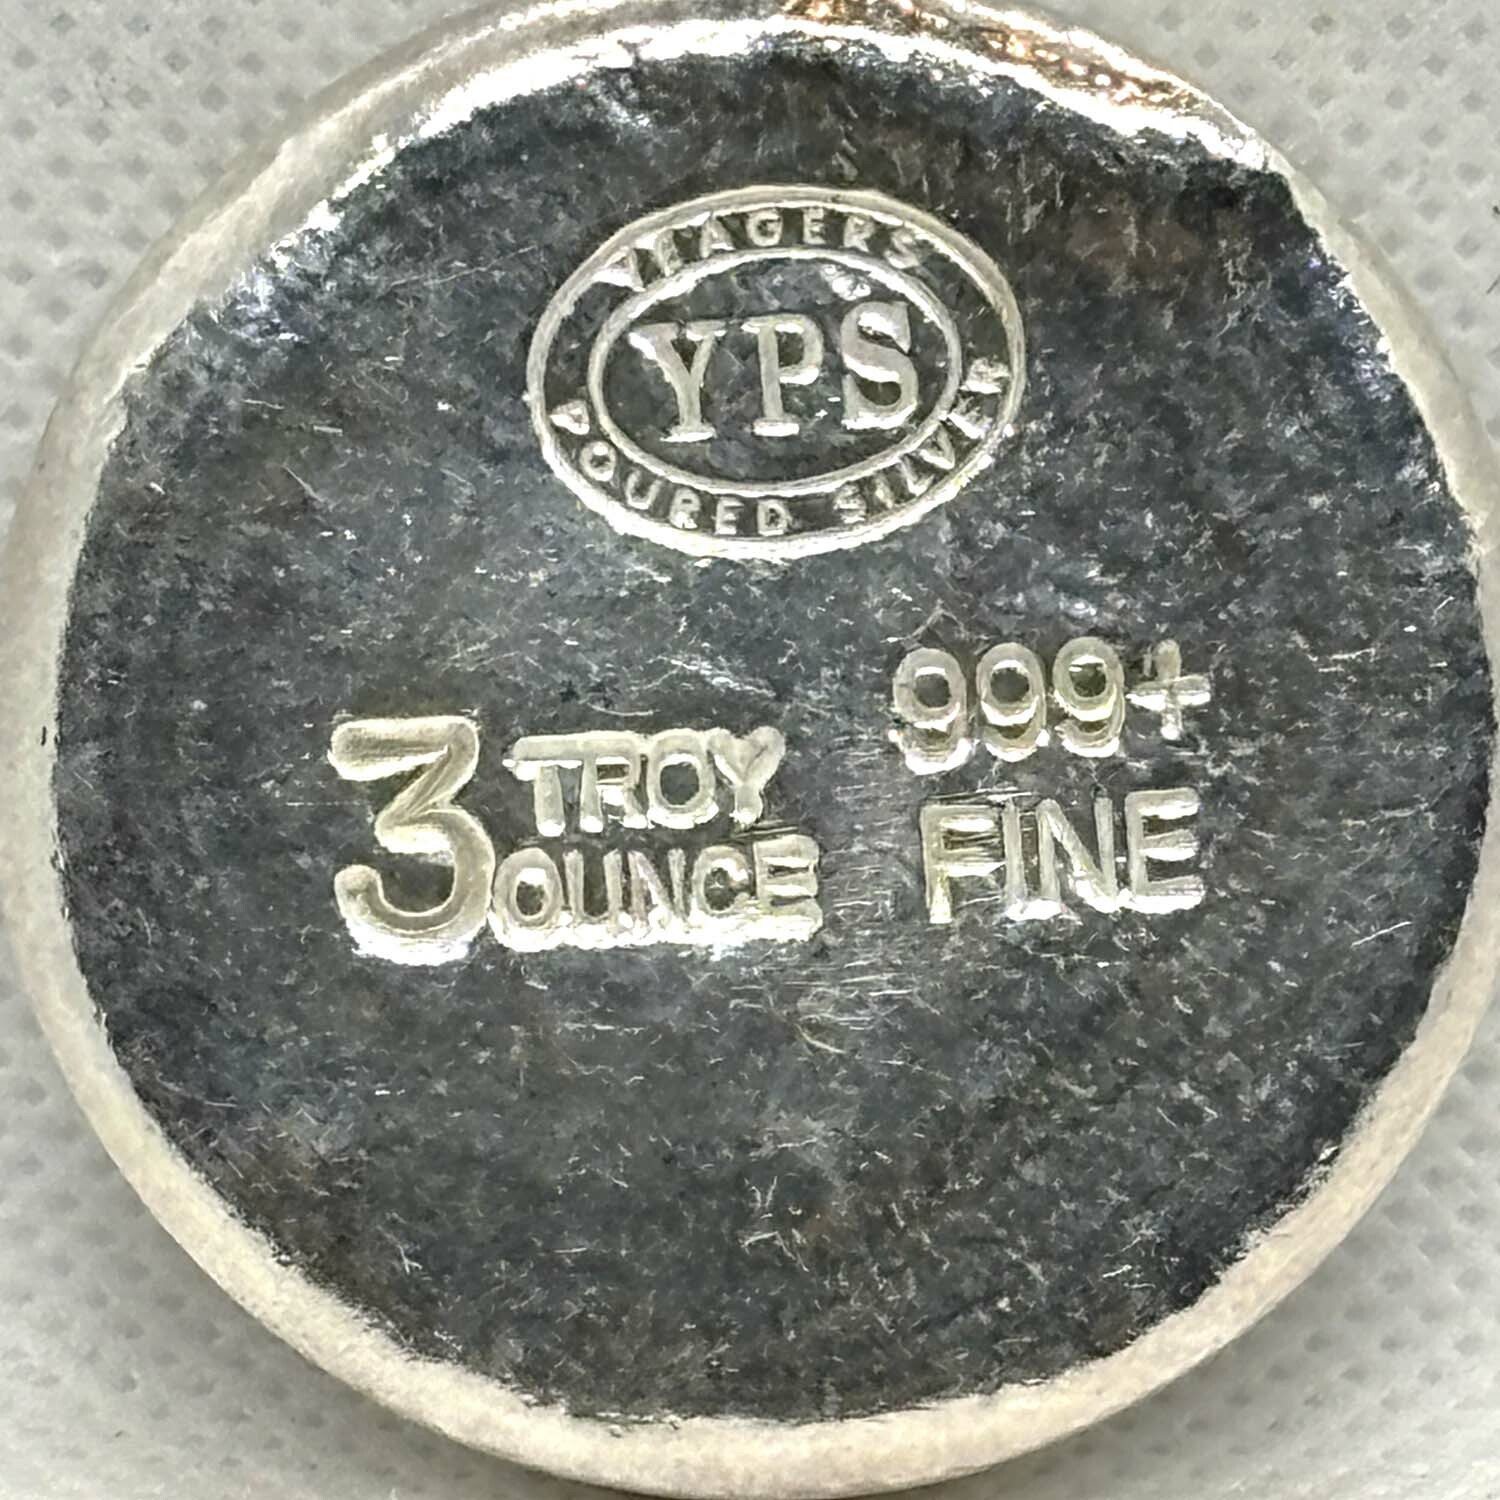 YEAGERS
YPS
POURED SILVER
999+
FINE
3 TROY
OUNCE